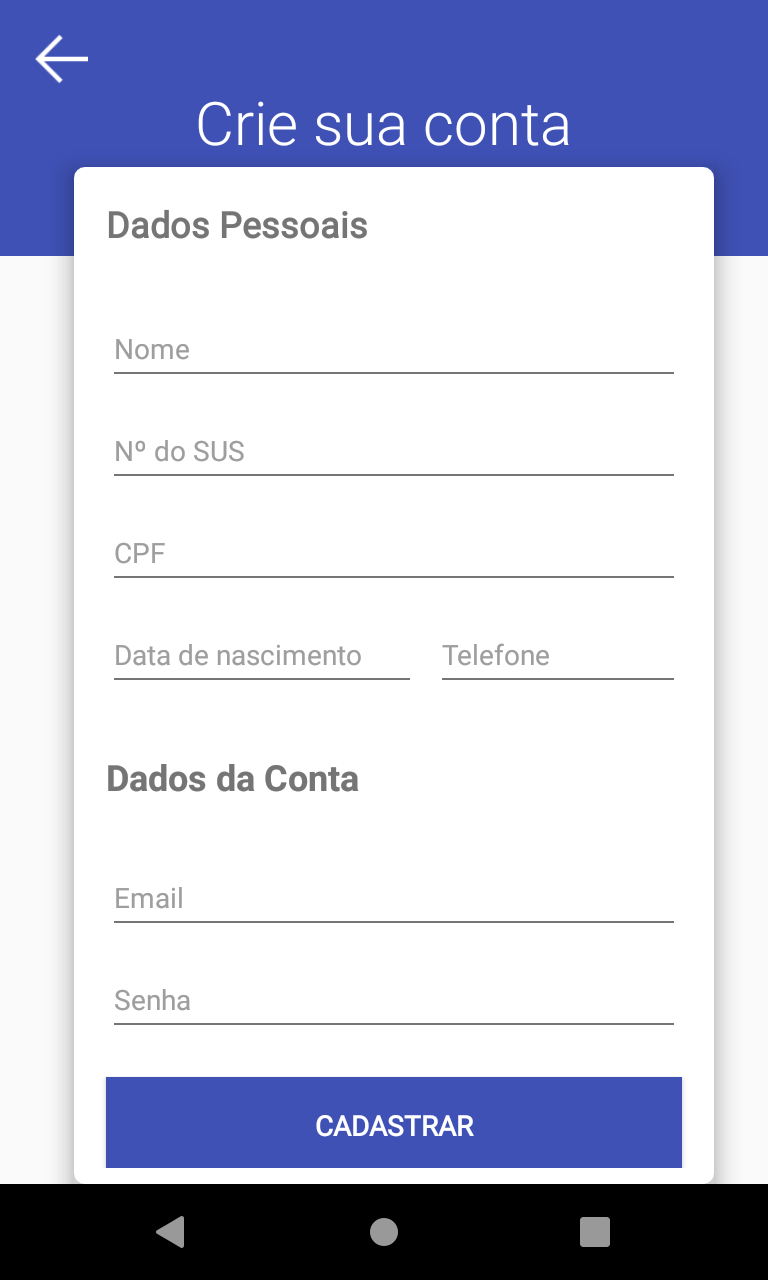 Crie sua conta
Dados Pessoais
Nome
Nº do SUS
CPF
Data de nascimento Telefone
Dados da Conta
Email
Senha
CADASTRAR